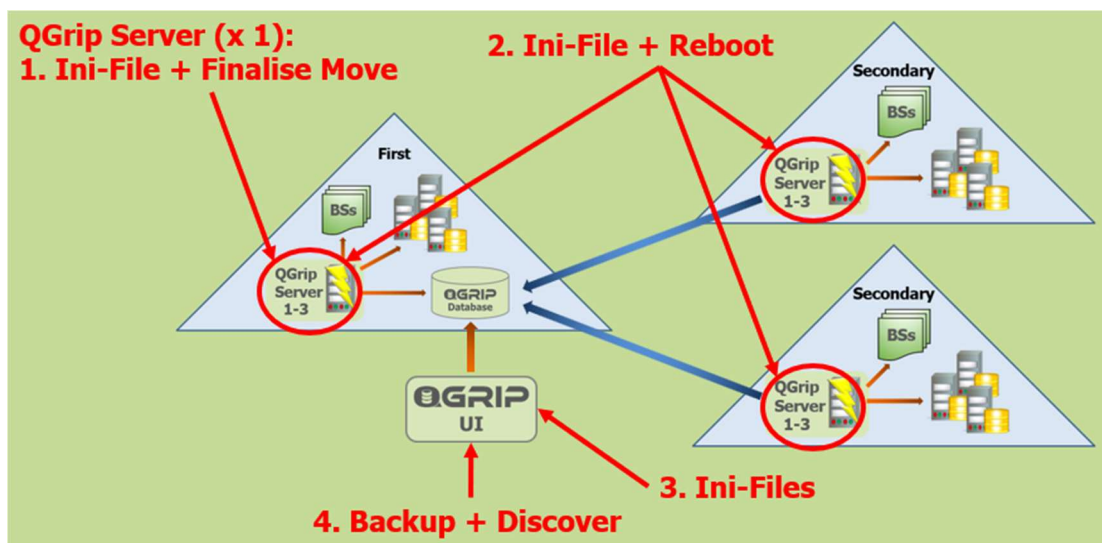 QGrip Server (x 1):
1. Ini-File + Finalise Move
2. Ini-File + Reboot
First
BSs
QGrip
Server
1-3
QGRIP
Database
Secondary
BSs
QGrip
Server
1-3
Secondary
BSs
QGrip
Server
1-3
QGRIP
UI
3. Ini-Files
4. Backup + Discover